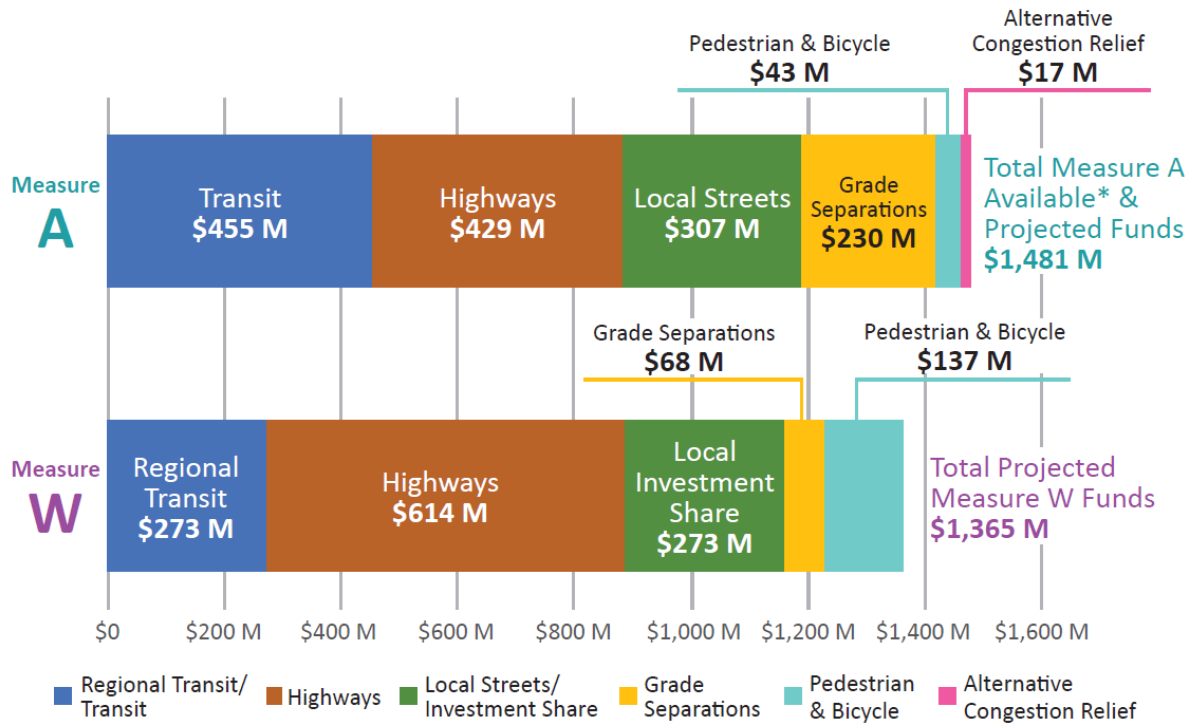 Pedestrian & Bicycle
$43 M
Alternative
Congestion Relief
$17 M
Measure
A
Transit
$455 M
Highways
$429 M
Local Streets
$307 M
Grade
Separations
$230 M
Total Measure A
Available* &
Projected Funds
$1,481 M
Grade Separations
$68 M
Pedestrian & Bicycle
$137 M
Measure
W
Regional
Transit
$273 M
Highways
$614 M
Local
Investment
Share
$273 M
Total Projected
Measure W Funds
$1,365 M
$0
$200 M
$400 M
$600 M
$800 M
$1,000 M
$1,200 M
$1,400 M
$1,600 M
Regional Transit/
Transit
Highways
Local Streets/
Investment Share
Grade
Separations
Pedestrian
& Bicycle
Alternative
Congestion Relief